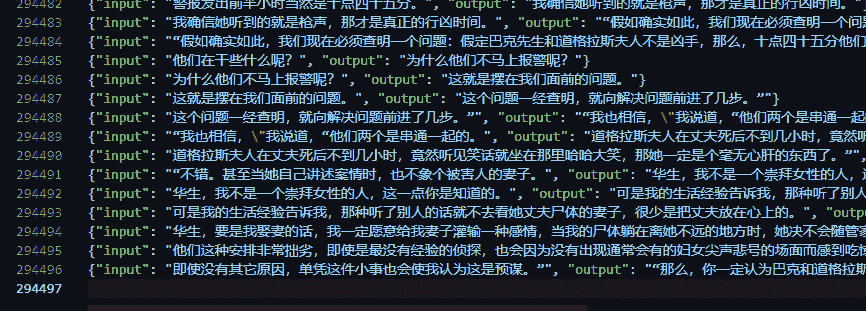 294482 {"input": "警报发出前半小时当然是十点四十五分。", "output": "我确信她听到的就是枪声，那才是真正的行凶时间。"}
294483 {"input": "我确信她听到的就是枪声，那才是真正的行凶时间。", "output": "“假如确实如此，我们现在必须查明一个问
294484 {"input": "“假如确实如此，我们现在必须查明一个问题：假定巴克先生和道格拉斯夫人不是凶手，那么，十点四十五分他们
294485 {"input": "他们在干些什么呢？", "output": "为什么他们不马上报警呢？"}
294486 {"input": "为什么他们不马上报警呢？", "output": "这就是摆在我们面前的问题。"}
294487 {"input": "这就是摆在我们面前的问题。", "output": "这个问题一经查明，就向解决问题前进了几步。”"}
294488 {"input": "这个问题一经查明，就向解决问题前进了几步。”", "output": "“我也相信，\"我说道，“他们两个是串通一起
294489 {"input": "“我也相信，\"我说道，“他们两个是串通一起的。", "output": "道格拉斯夫人在丈夫死后不到几小时，竟然听
294490 {"input": "道格拉斯夫人在丈夫死后不到几小时，竟然听见笑话就坐在那里哈哈大笑，那她一定是个毫无心肝的东西了。”",
294491 {"input": "“不错。甚至当她自己讲述案情时，也不象个被害人的妻子。", "output": "华生，我不是一个崇拜女性的人，
294492 {"input": "华生，我不是一个崇拜女性的人，这一点你是知道的。", "output": "可是我的生活经验告诉我，那种听了别人
294493 {"input": "可是我的生活经验告诉我，那种听了别人的话就不去看她丈夫尸体的妻子，很少是把丈夫放在心上的。", "outpu
294494 {"input": "华生，要是我娶妻的话，我一定愿意给我妻子灌输一种感情，当我的尸体躺在离她不远的地方时，她决不会随管家
294495 {"input": "他们这种安排非常拙劣，即使是最没有经验的侦探，也会因为没有出现通常会有的妇女尖声悲号的场面而感到吃惊
294496 {"input": "即使没有其它原因，单凭这件小事也会使我认为这是预谋。”", "output": "“那么，你一定认为巴克和道格拉斯
294497